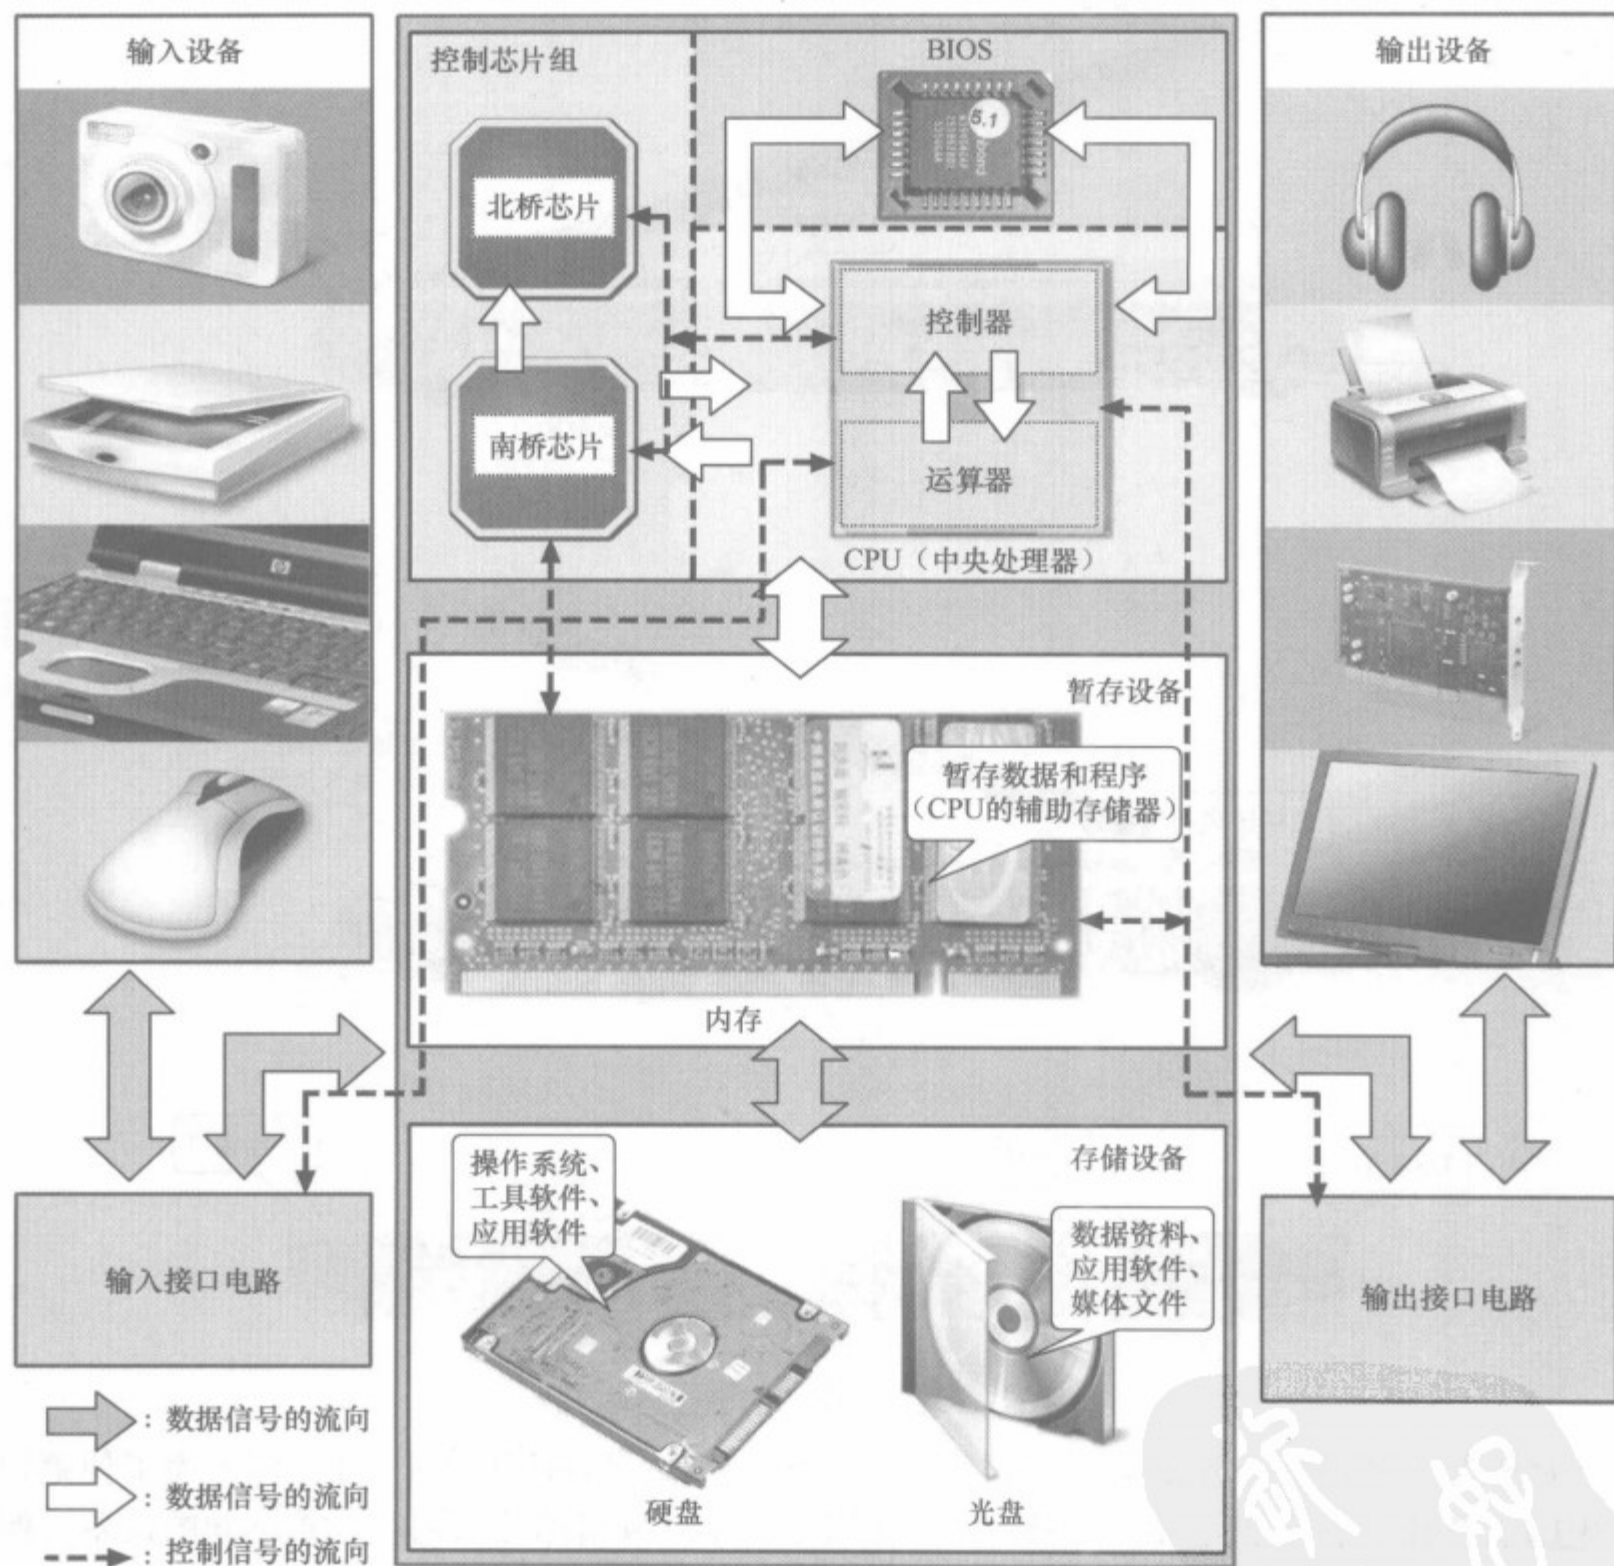 输入设备
控制芯片组
BIOS
输出设备
5.1
北桥芯片
控制器
南桥芯片
运算器
CPU（中央处理器）
暂存设备
暂存数据和程序
（CPU的辅助存储器）
内存
操作系统、
工具软件、
应用软件
存储设备
数据资料、
应用软件、
媒体文件
输入接口电路
输出接口电路
硬盘
光盘
：数据信号的流向
：数据信号的流向
：控制信号的流向